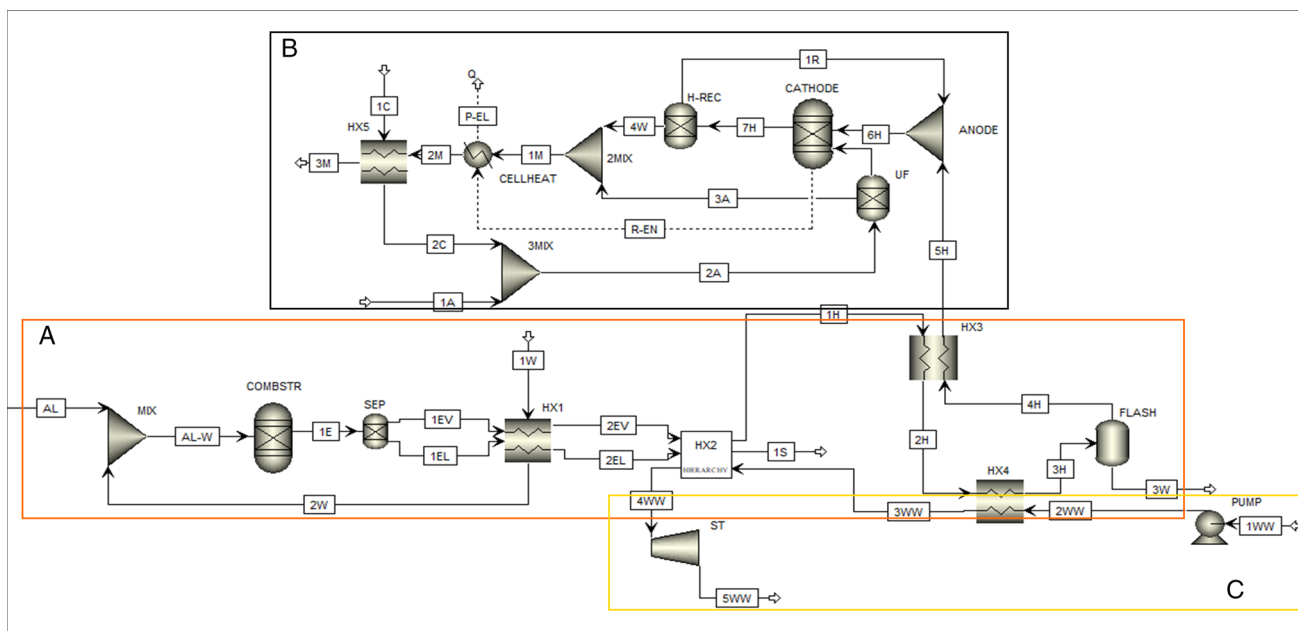 B
1R
Q
H-REC
CATHODE
1C
P-EL
HX5
4W
7H
6H
ANODE
3M
2M
1M
2MIX
CELLHEAT
UF
3A
R-EN
5H
2C
3MIX
2A
1A
A
1H
HX3
1W
COMBSTR
AL
MIX
SEP
1EV
HX1
4H
FLASH
AL-W
1E
2EV
1EL
2EL
HX2
HIERARCHY
1S
2H
HX4
3H
2W
4WW
3WW
2WW
3W
PUMP
1WW
ST
5WW
C